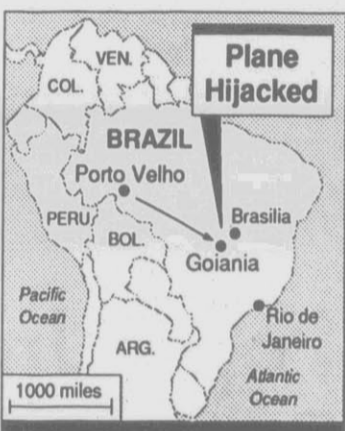 Plane
Hijacked
VEN.
COL.
BRAZIL
Porto Velho
PERU
BOL.
Brasilia
Goiania
Pacific
Ocean
Rio de
Janeiro
ARG.
Atlantic
Ocean
1000 miles